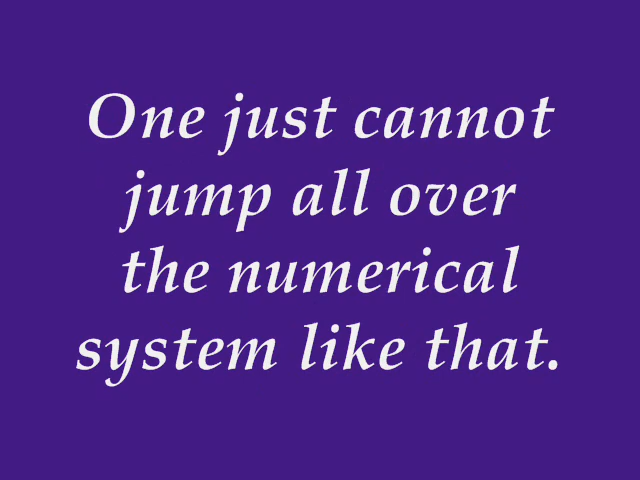 One just cannot
jump all over
the numerical
system like that.